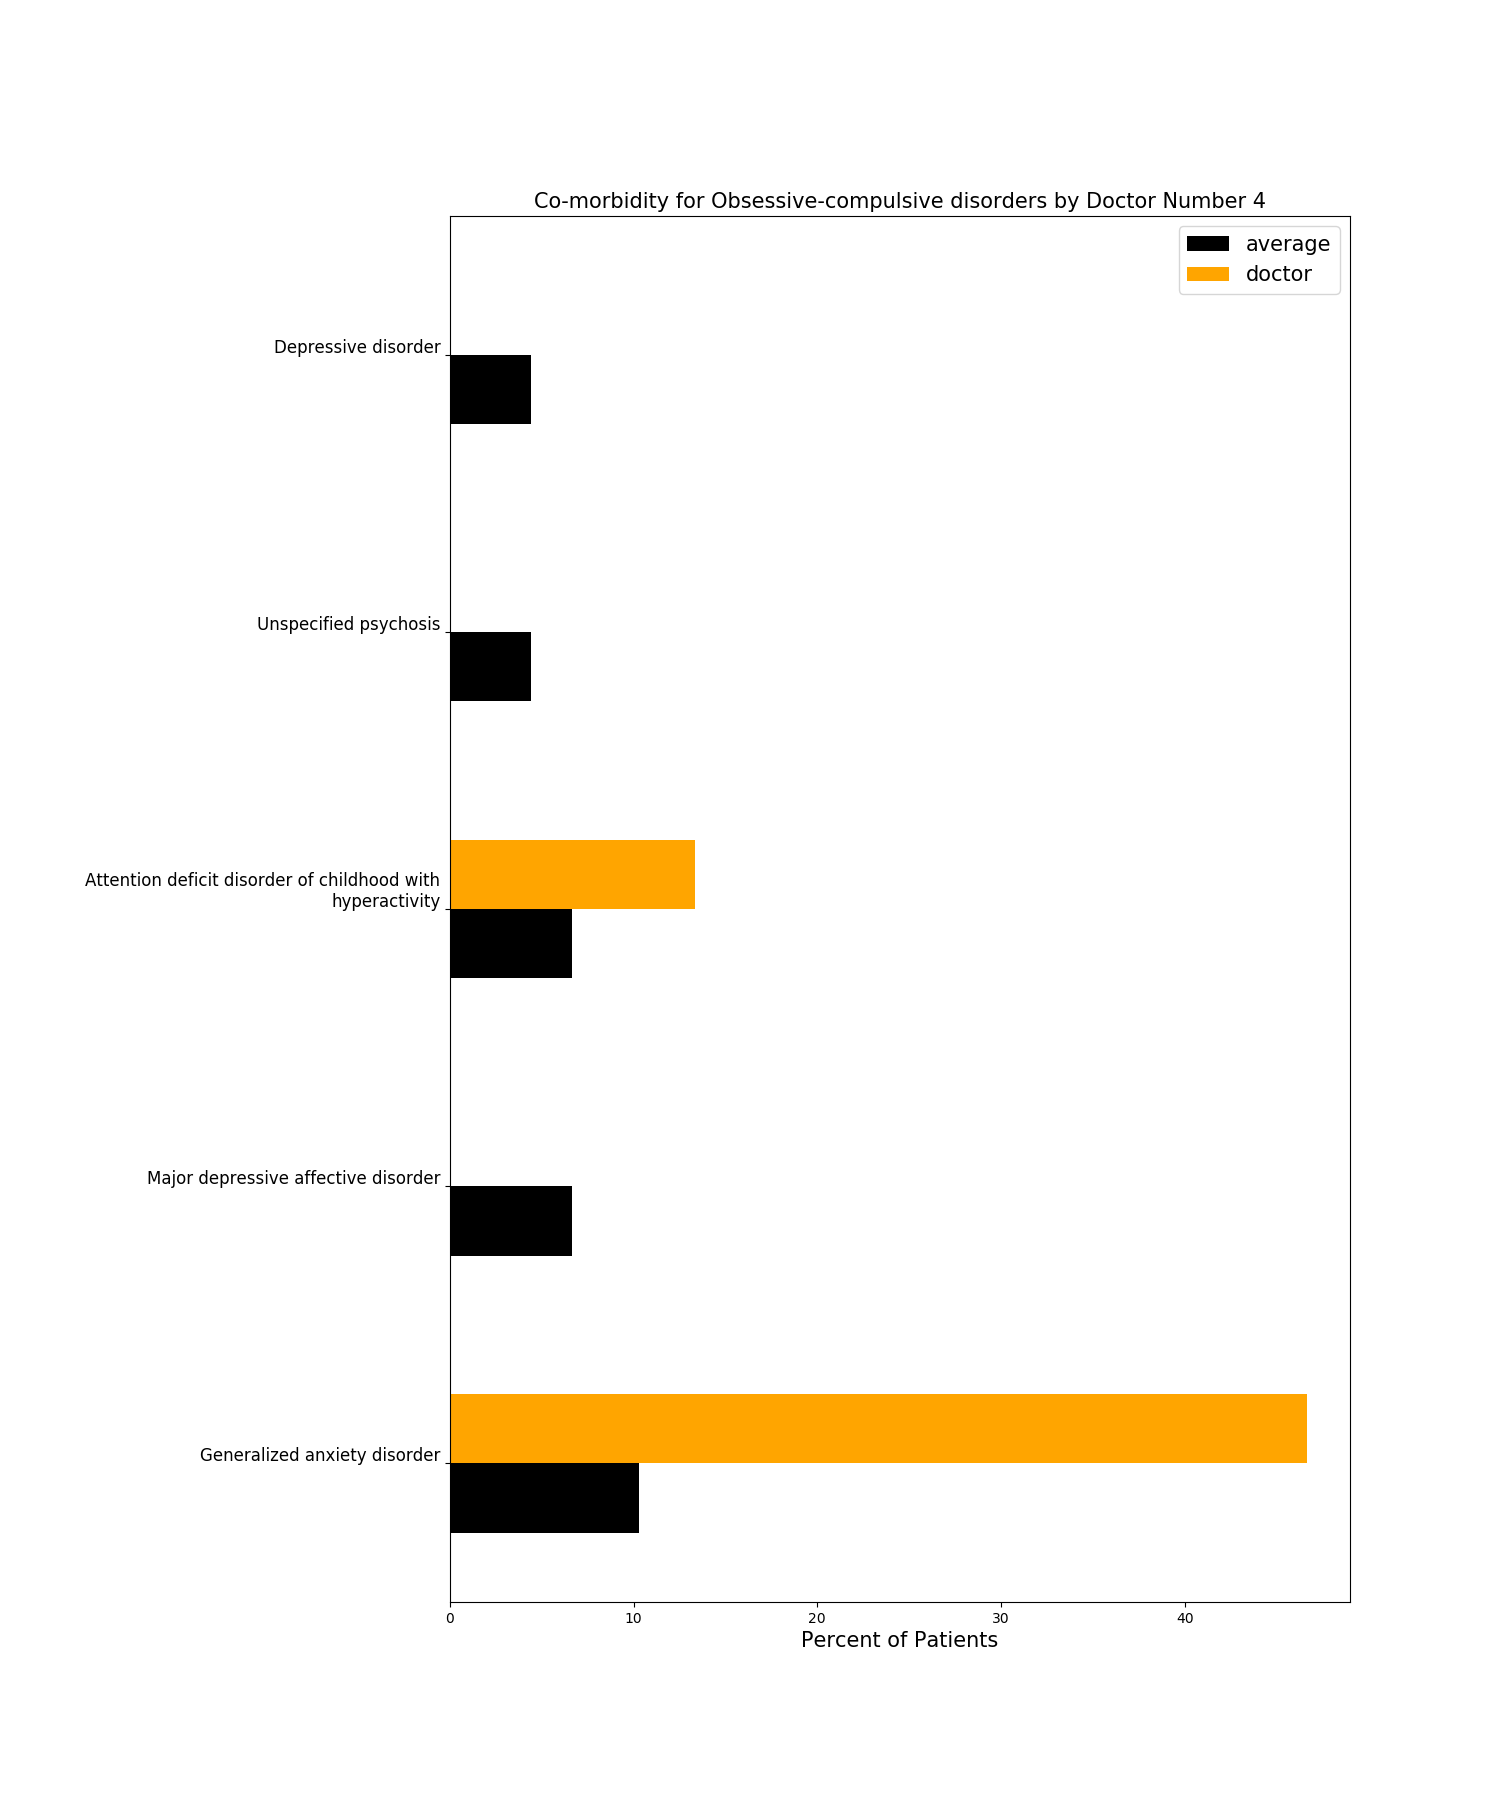 Co-morbidity for Obsessive-compulsive disorders by Doctor Number 4
average
doctor
Depressive disorder
Unspecified psychosis
Attention deficit disorder of childhood with
hyperactivity
Major depressive affective disorder
Generalized anxiety disorder
0 10 20 30 40
Percent of Patients